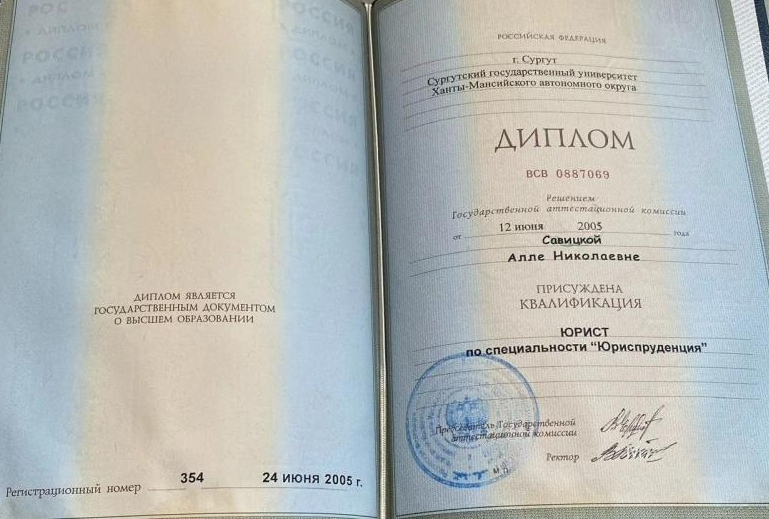 ДИПЛОМ ЯВЛЯЕТСЯ
ГОСУДАРСТВЕННЫМ ДОКУМЕНТОМ
О ВЫСШЕМ ОБРАЗОВАНИИ
Регистрационный номер 354 24 ИЮНЯ 2005 г.
РОССИЙСКАЯ ФЕДЕРАЦИЯ
г. Сургут
Сургутский государственный университет
Ханты-Мансийского автономного округа
ДИПЛОМ
ВСВ 0887069
Решением
Государственной аттестационной комиссии
от 12 июня 2005 года
Савицкой
Алле Николаевне
ПРИСУЖДЕНА
КВАЛИФИКАЦИЯ
ЮРИСТ
по специальности "Юриспруденция"
Председатель Государственной
аттестационной комиссии
Ректор
М.П.